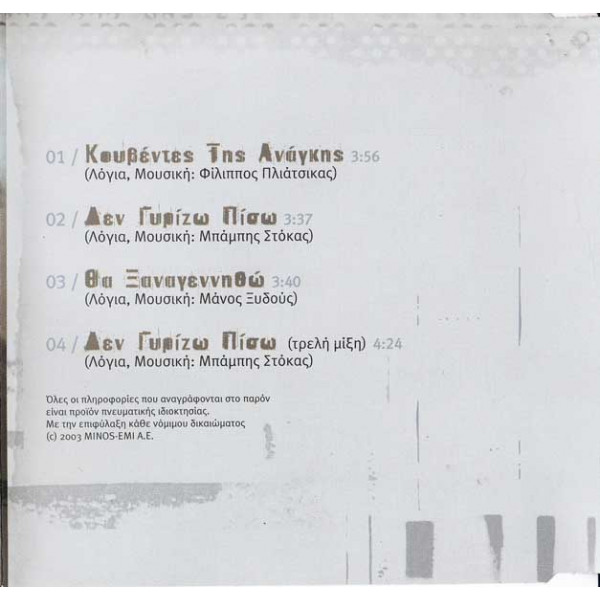 01 / Κουβέντες Της Ανάγκης 3:56
(Λόγια, Μουσική: Φίλιππος Πλιάτσικας)
02 / Δεν Γυρίζω Πίσω 3:37
(Λόγια, Μουσική: Μπάμπης Στόκας)
03 / Θα Ξαναγεννηθώ 3:40
(Λόγια, Μουσική: Μάνος Ξυδούς)
04 / Δεν Γυρίζω Πίσω (τρελή μίξη) 4:24
(Λόγια, Μουσική: Μπάμπης Στόκας)
Όλες οι πληροφορίες που αναγράφονται στο παρόν
είναι προϊόν πνευματικής ιδιοκτησίας.
Με την επιφύλαξη κάθε νόμιμου δικαιώματος
(c) 2003 MINOS-EMI A.E.